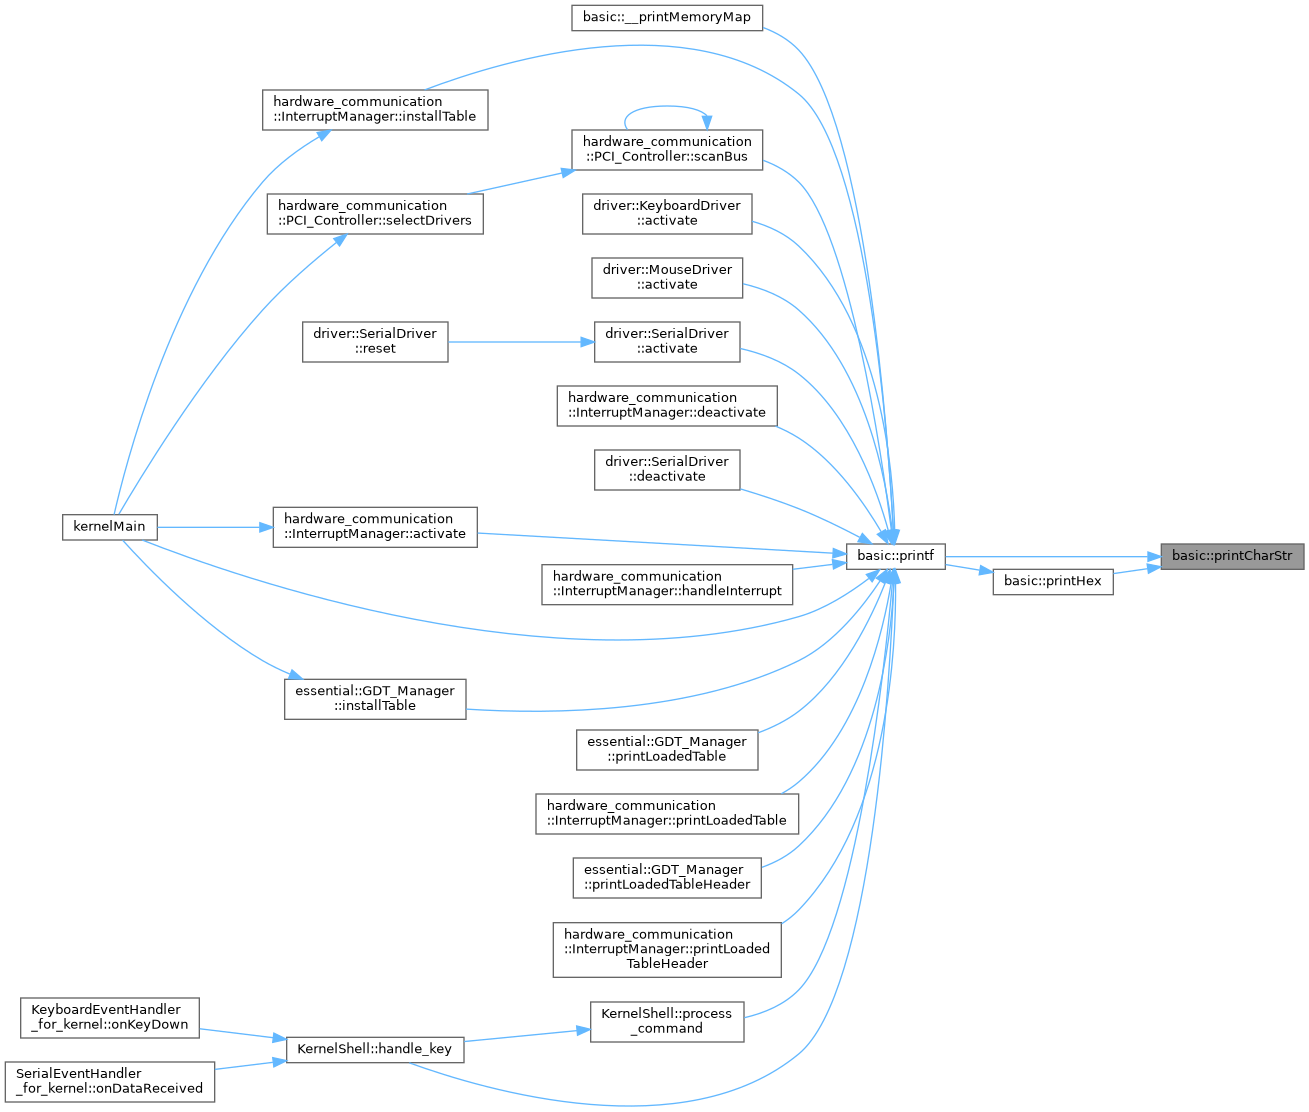 basic::__printMemoryMap
hardware_communication
::InterruptManager::installTable
hardware_communication
::PCI_Controller::scanBus
hardware_communication
::PCI_Controller::selectDrivers
driver::KeyboardDriver
::activate
driver::MouseDriver
::activate
driver::SerialDriver
::reset
driver::SerialDriver
::activate
hardware_communication
::InterruptManager::deactivate
driver::SerialDriver
::deactivate
kernelMain
hardware_communication
::InterruptManager::activate
basic::printf
basic::printCharStr
basic::printHex
hardware_communication
::InterruptManager::handleInterrupt
essential::GDT_Manager
::installTable
essential::GDT_Manager
::printLoadedTable
hardware_communication
::InterruptManager::printLoadedTable
essential::GDT_Manager
::printLoadedTableHeader
hardware_communication
::InterruptManager::printLoaded
TableHeader
KeyboardEventHandler
_for_kernel::onKeyDown
KernelShell::process
_command
KernelShell::handle_key
SerialEventHandler
_for_kernel::onDataReceived